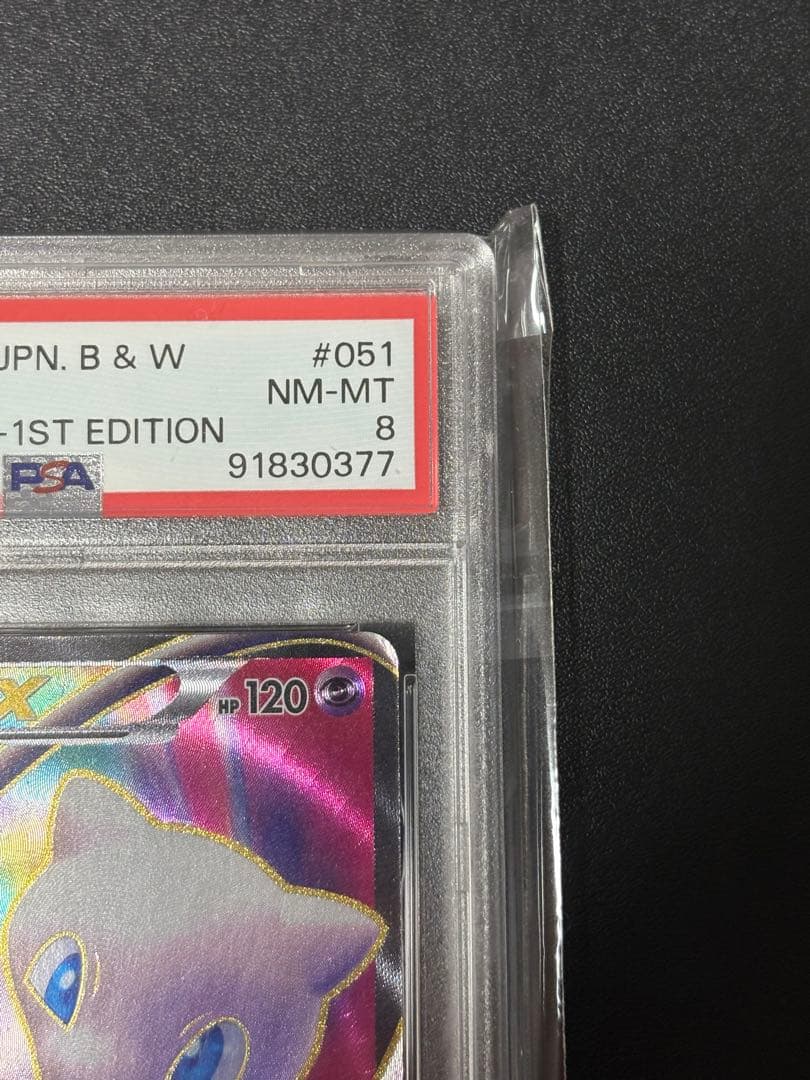 JPN. B & W #051
NM-MT
-1ST EDITION 8
PSA 91830377
X HP 120